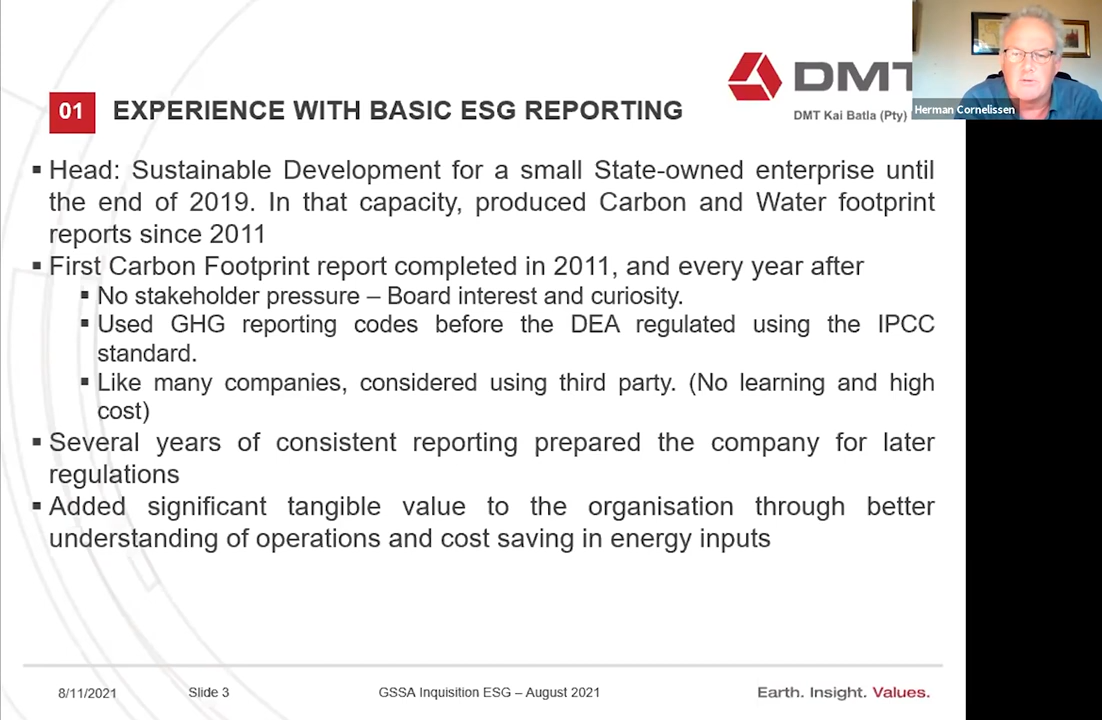 01 EXPERIENCE WITH BASIC ESG REPORTING
DMT
DMT Kai Batla (Pty)
Herman Cornelissen
▪ Head: Sustainable Development for a small State-owned enterprise until
the end of 2019. In that capacity, produced Carbon and Water footprint
reports since 2011
▪ First Carbon Footprint report completed in 2011, and every year after
▪ No stakeholder pressure – Board interest and curiosity.
▪ Used GHG reporting codes before the DEA regulated using the IPCC
standard.
▪ Like many companies, considered using third party. (No learning and high
cost)
▪ Several years of consistent reporting prepared the company for later
regulations
▪ Added significant tangible value to the organisation through better
understanding of operations and cost saving in energy inputs
8/11/2021 Slide 3 GSSA Inquisition ESG – August 2021 Earth. Insight. Values.